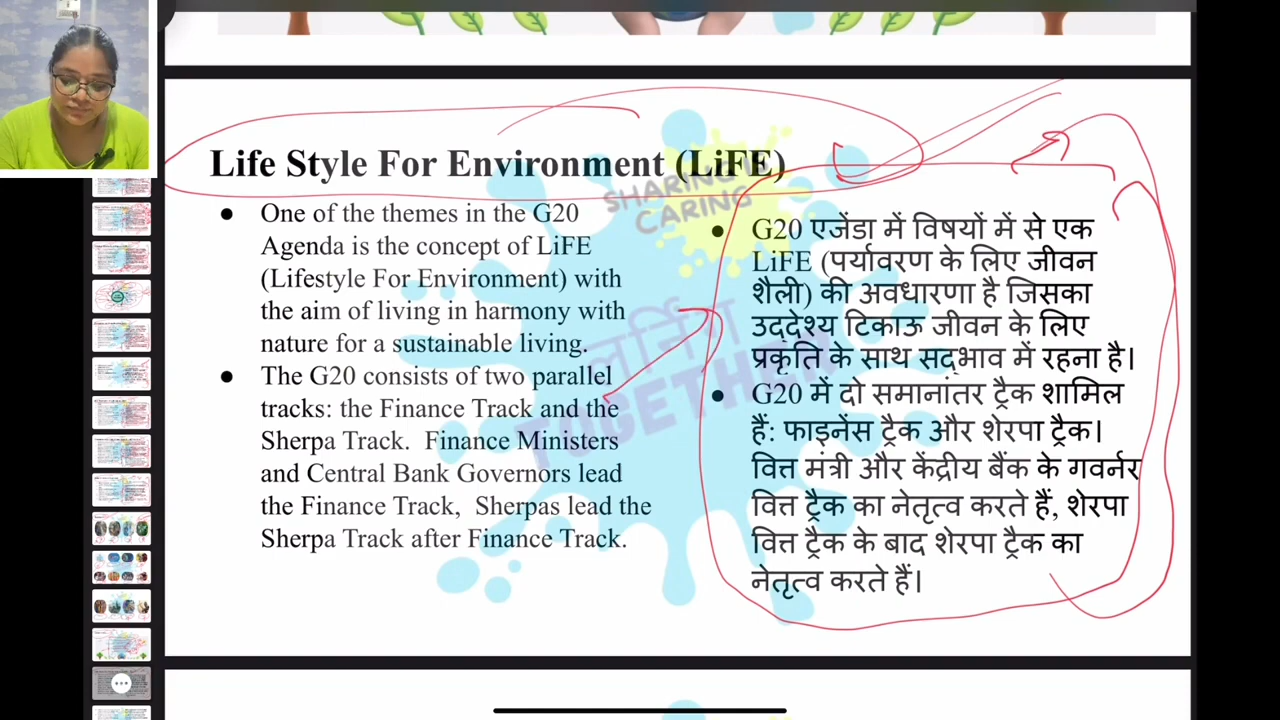 Life Style For Environment (LiFE)
SHARING IS
CARING
● One of the themes in the G20
Agenda is the concept of LiFE
(Lifestyle For Environment) with
the aim of living in harmony with
nature for a sustainable living.
● The G20 consists of two parallel
tracks: the Finance Track and the
Sherpa Track. Finance Ministers
and Central Bank Governors lead
the Finance Track, Sherpas lead the
Sherpa Track after Finance Track.
● G20 एजेंडा में विषयों में से एक
LiFE (पर्यावरण के लिए जीवन
शैली) की अवधारणा है जिसका
उद्देश्य टिकाऊ जीवन के लिए
प्रकृति के साथ सद्भाव में रहना है।
● G20 में दो समानांतर ट्रैक शामिल
हैं: फाइनेंस ट्रैक और शेरपा ट्रैक।
वित्त मंत्री और केंद्रीय बैंक के गवर्नर
वित्त ट्रैक का नेतृत्व करते हैं, शेरपा
वित्त ट्रैक के बाद शेरपा ट्रैक का
नेतृत्व करते हैं।